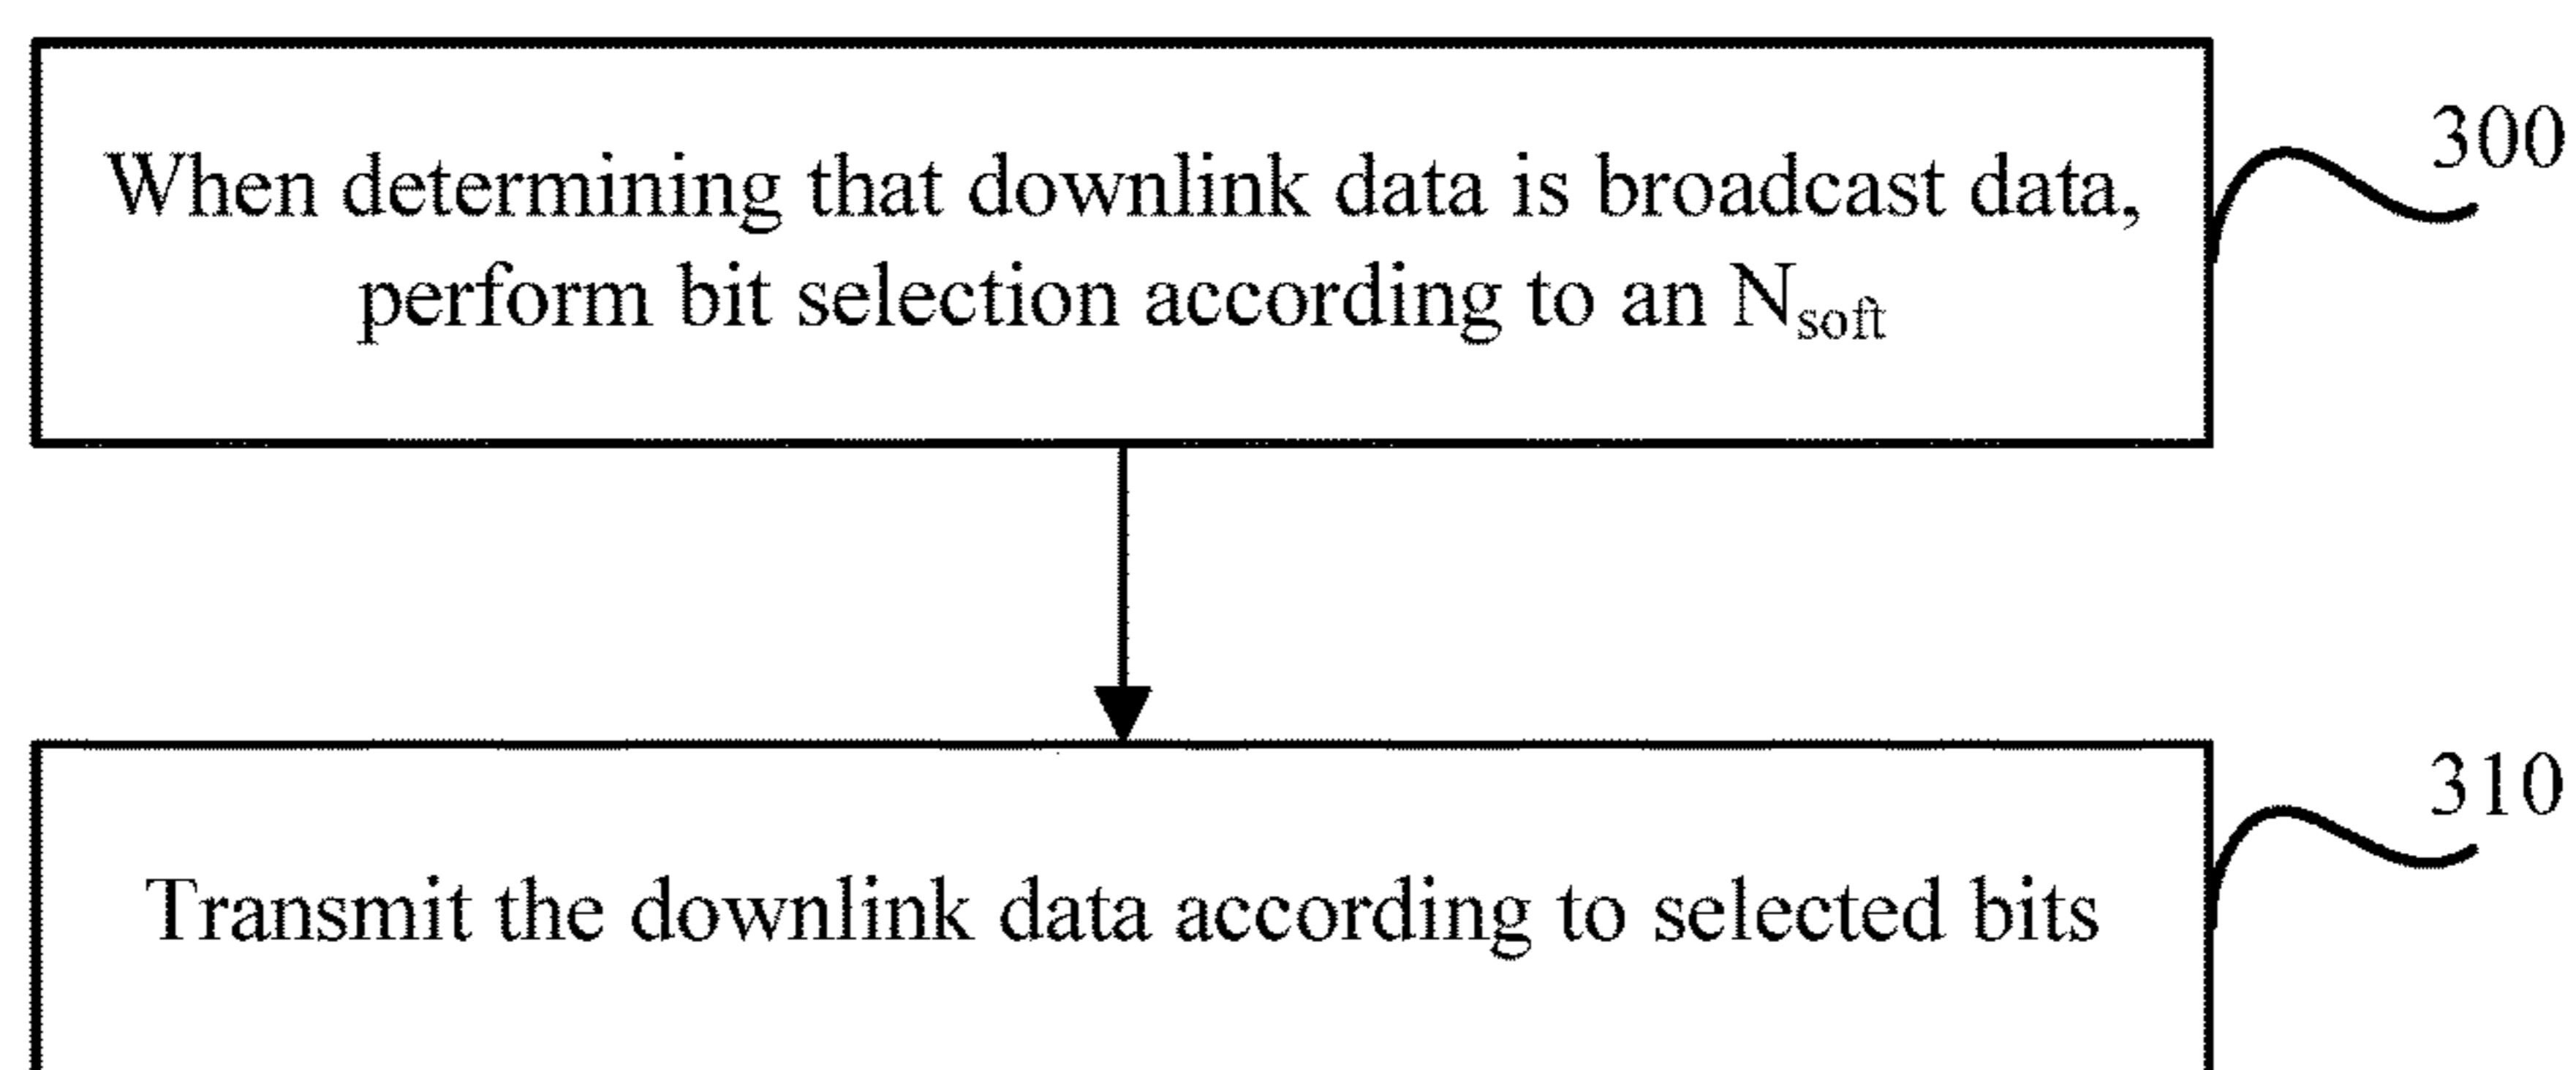 300
When determining that downlink data is broadcast data,
perform bit selection according to an N_soft
310
Transmit the downlink data according to selected bits